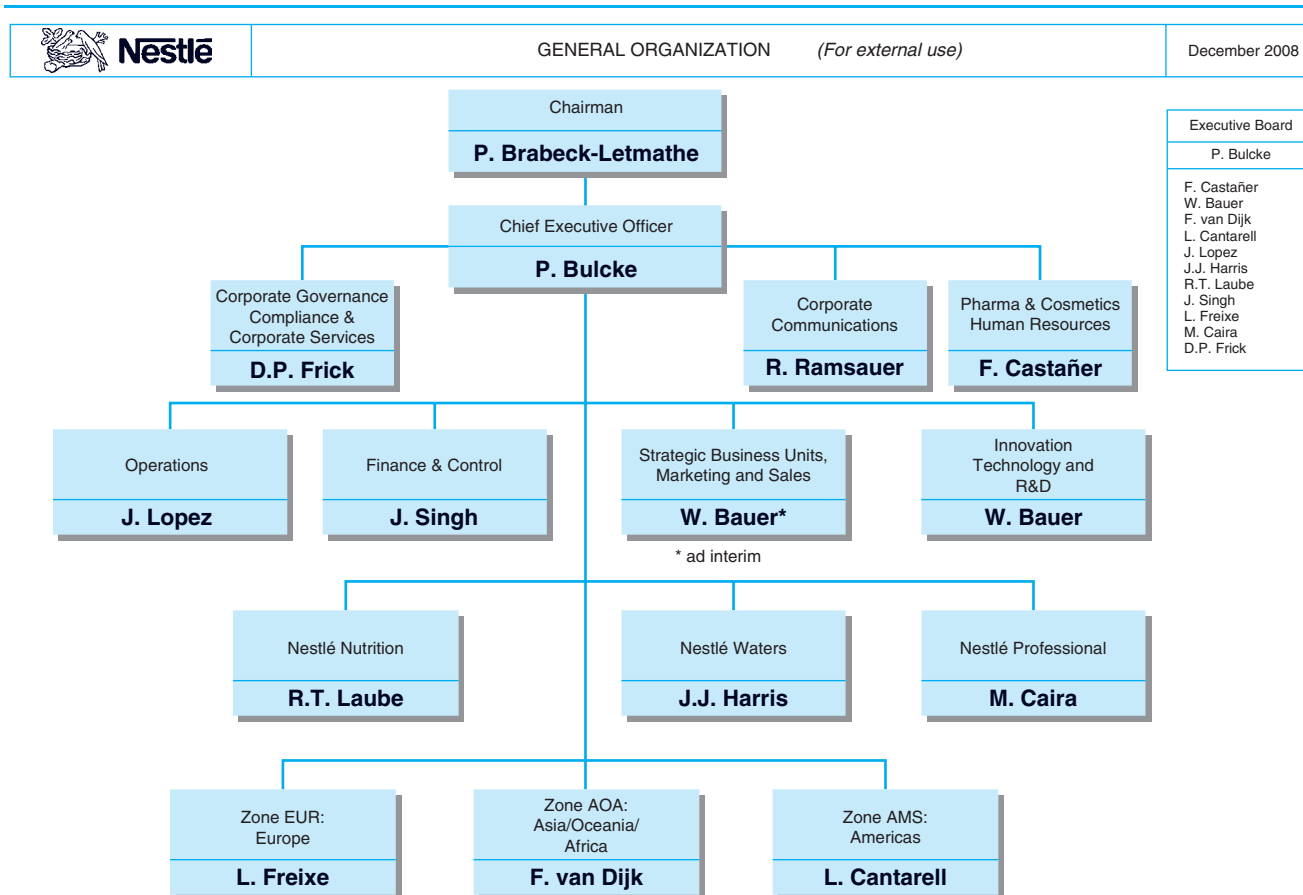 Nestlé
GENERAL ORGANIZATION (For external use)
December 2008
Chairman
P. Brabeck-Letmathe
Executive Board
P. Bulcke
F. Castañer
W. Bauer
F. van Dijk
L. Cantarell
J. Lopez
J.J. Harris
R.T. Laube
J. Singh
L. Freixe
M. Caira
D.P. Frick
Chief Executive Officer
P. Bulcke
Corporate Governance
Compliance &
Corporate Services
D.P. Frick
Corporate
Communications
R. Ramsauer
Pharma & Cosmetics
Human Resources
F. Castañer
Operations
J. Lopez
Finance & Control
J. Singh
Strategic Business Units,
Marketing and Sales
W. Bauer*
* ad interim
Innovation
Technology and
R&D
W. Bauer
Nestlé Nutrition
R.T. Laube
Nestlé Waters
J.J. Harris
Nestlé Professional
M. Caira
Zone EUR:
Europe
L. Freixe
Zone AOA:
Asia/Oceania/
Africa
F. van Dijk
Zone AMS:
Americas
L. Cantarell